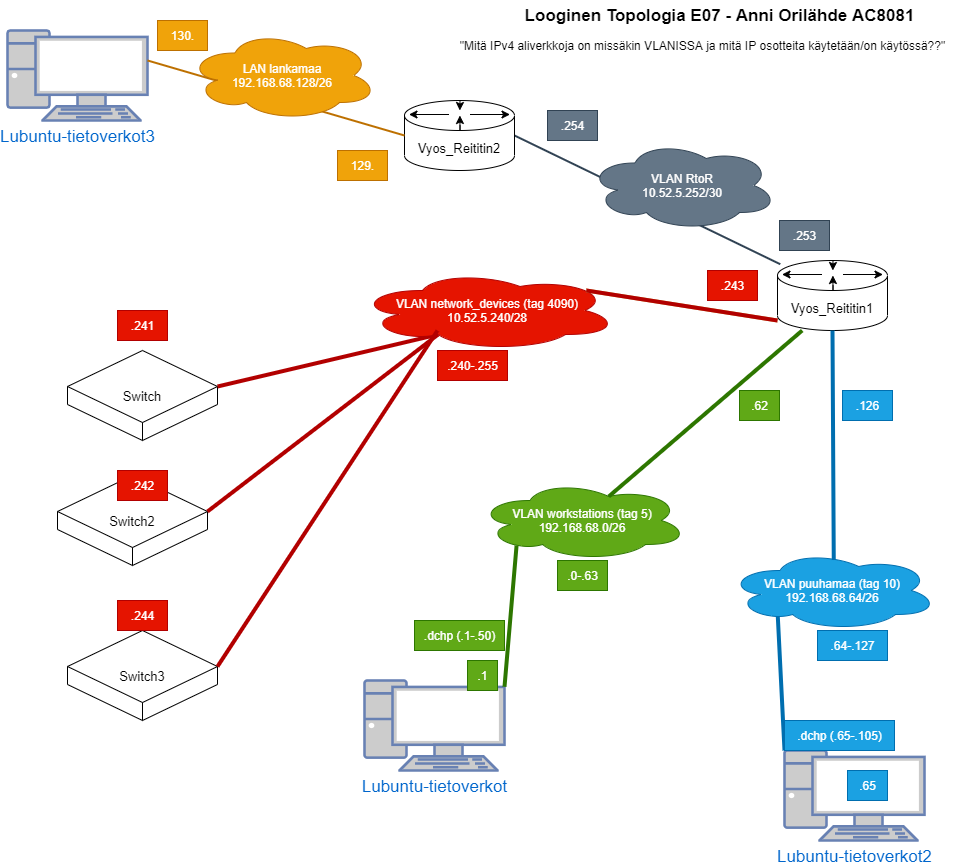 Looginen Topologia E07 - Anni Orilähde AC8081
"Mitä IPv4 aliverkkoja on missäkin VLANISSA ja mitä IP osotteita käytetään/on käytössä??"
130.
LAN lankamaa
192.168.68.128/26
Lubuntu-tietoverkot3
129.
Vyos_Reititin2
.254
VLAN RtoR
10.52.5.252/30
.253
Vyos_Reititin1
.243
VLAN network_devices (tag 4090)
10.52.5.240/28
.240-.255
.241
Switch
.242
Switch2
.244
Switch3
.62
.126
VLAN workstations (tag 5)
192.168.68.0/26
.0-.63
.dchp (.1-.50)
.1
Lubuntu-tietoverkot
VLAN puuhamaa (tag 10)
192.168.68.64/26
.64-.127
.dchp (.65-.105)
.65
Lubuntu-tietoverkot2